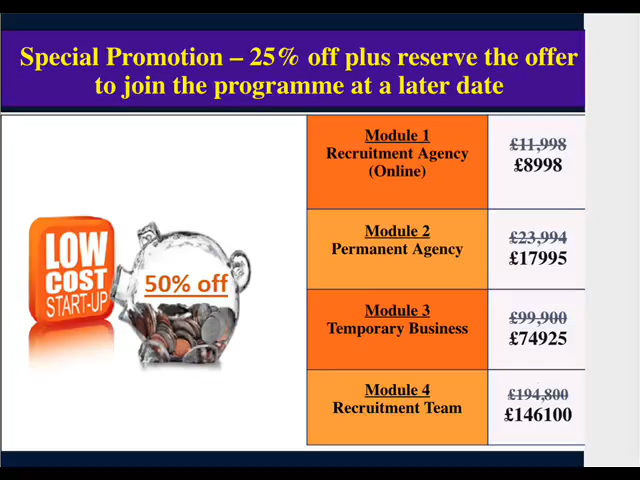 Special Promotion – 25% off plus reserve the offer
to join the programme at a later date
LOW
COST
START-UP
50% off
Module 1
Recruitment Agency
(Online)
£11,998
£8998
Module 2
Permanent Agency
£23,994
£17995
Module 3
Temporary Business
£99,900
£74925
Module 4
Recruitment Team
£194,800
£146100